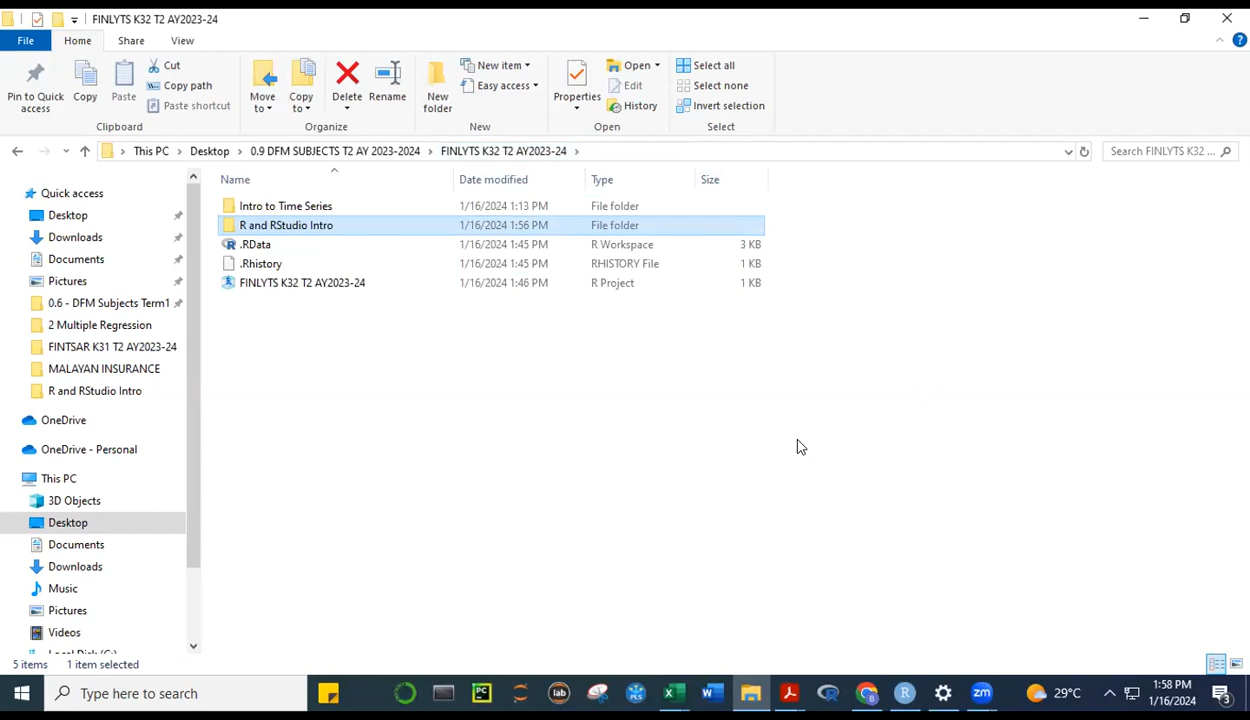 FINLYTS K32 T2 AY2023-24
File
Home
Share
View
Pin to Quick access
Copy
Paste
Cut
Copy path
Paste shortcut
Clipboard
Move to
Copy to
Delete
Rename
Organize
New folder
New item
Easy access
New
Properties
Open
Edit
History
Open
Select all
Select none
Invert selection
Select
This PC > Desktop > 0.9 DFM SUBJECTS T2 AY 2023-2024 > FINLYTS K32 T2 AY2023-24 >
Search FINLYTS K32 ...
Name Date modified Type Size
Intro to Time Series 1/16/2024 1:13 PM File folder
R and RStudio Intro 1/16/2024 1:56 PM File folder
.RData 1/16/2024 1:45 PM R Workspace 3 KB
.Rhistory 1/16/2024 1:45 PM RHISTORY File 1 KB
FINLYTS K32 T2 AY2023-24 1/16/2024 1:46 PM R Project 1 KB
Quick access
Desktop
Downloads
Documents
Pictures
0.6 - DFM Subjects Term1
2 Multiple Regression
FINTSAR K31 T2 AY2023-24
MALAYAN INSURANCE
R and RStudio Intro
OneDrive
OneDrive - Personal
This PC
3D Objects
Desktop
Documents
Downloads
Music
Pictures
Videos
Local Disk (C:)
5 items 1 item selected
Type here to search
PC
lab
PLS
zm
29°C
1:58 PM
1/16/2024
3